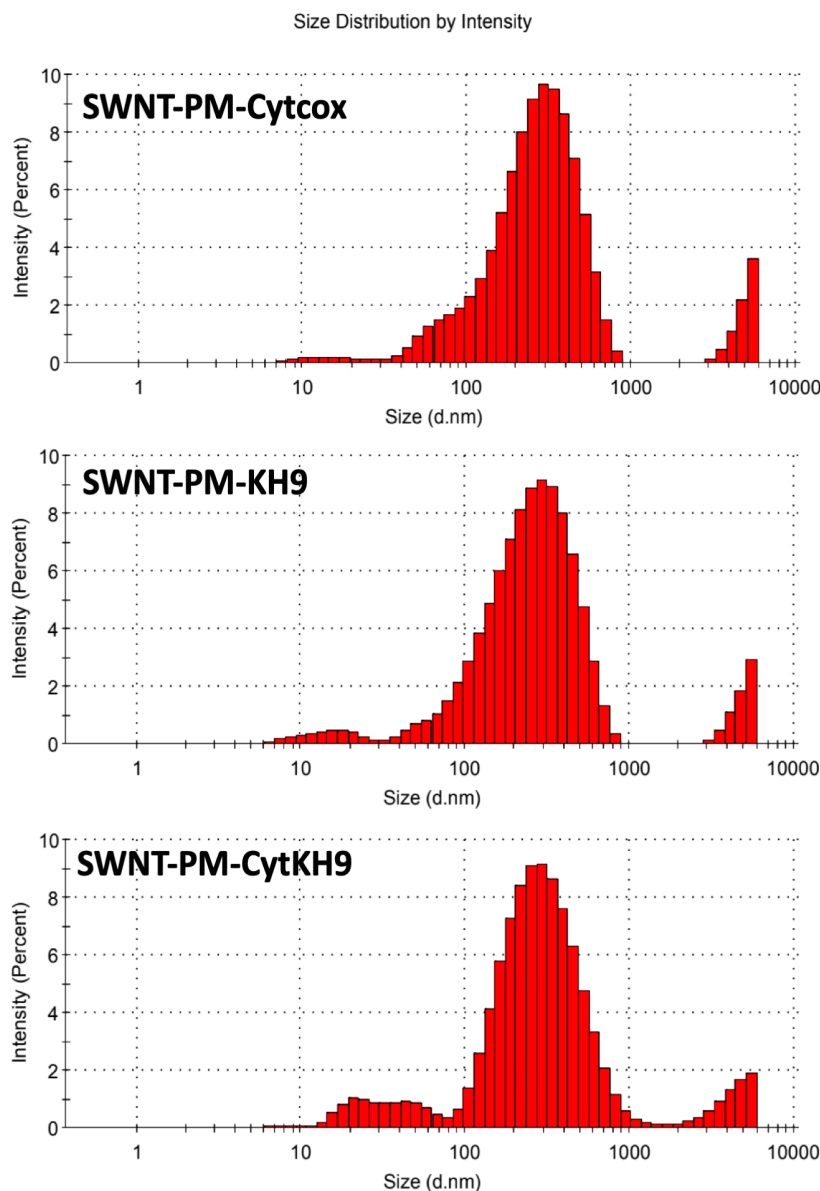 Size Distribution by Intensity
SWNT-PM-Cytcox
Intensity (Percent)
10
8
6
4
2
0
1 10 100 1000 10000
Size (d.nm)
SWNT-PM-KH9
Intensity (Percent)
10
8
6
4
2
0
1 10 100 1000 10000
Size (d.nm)
SWNT-PM-CytKH9
Intensity (Percent)
10
8
6
4
2
0
1 10 100 1000 10000
Size (d.nm)